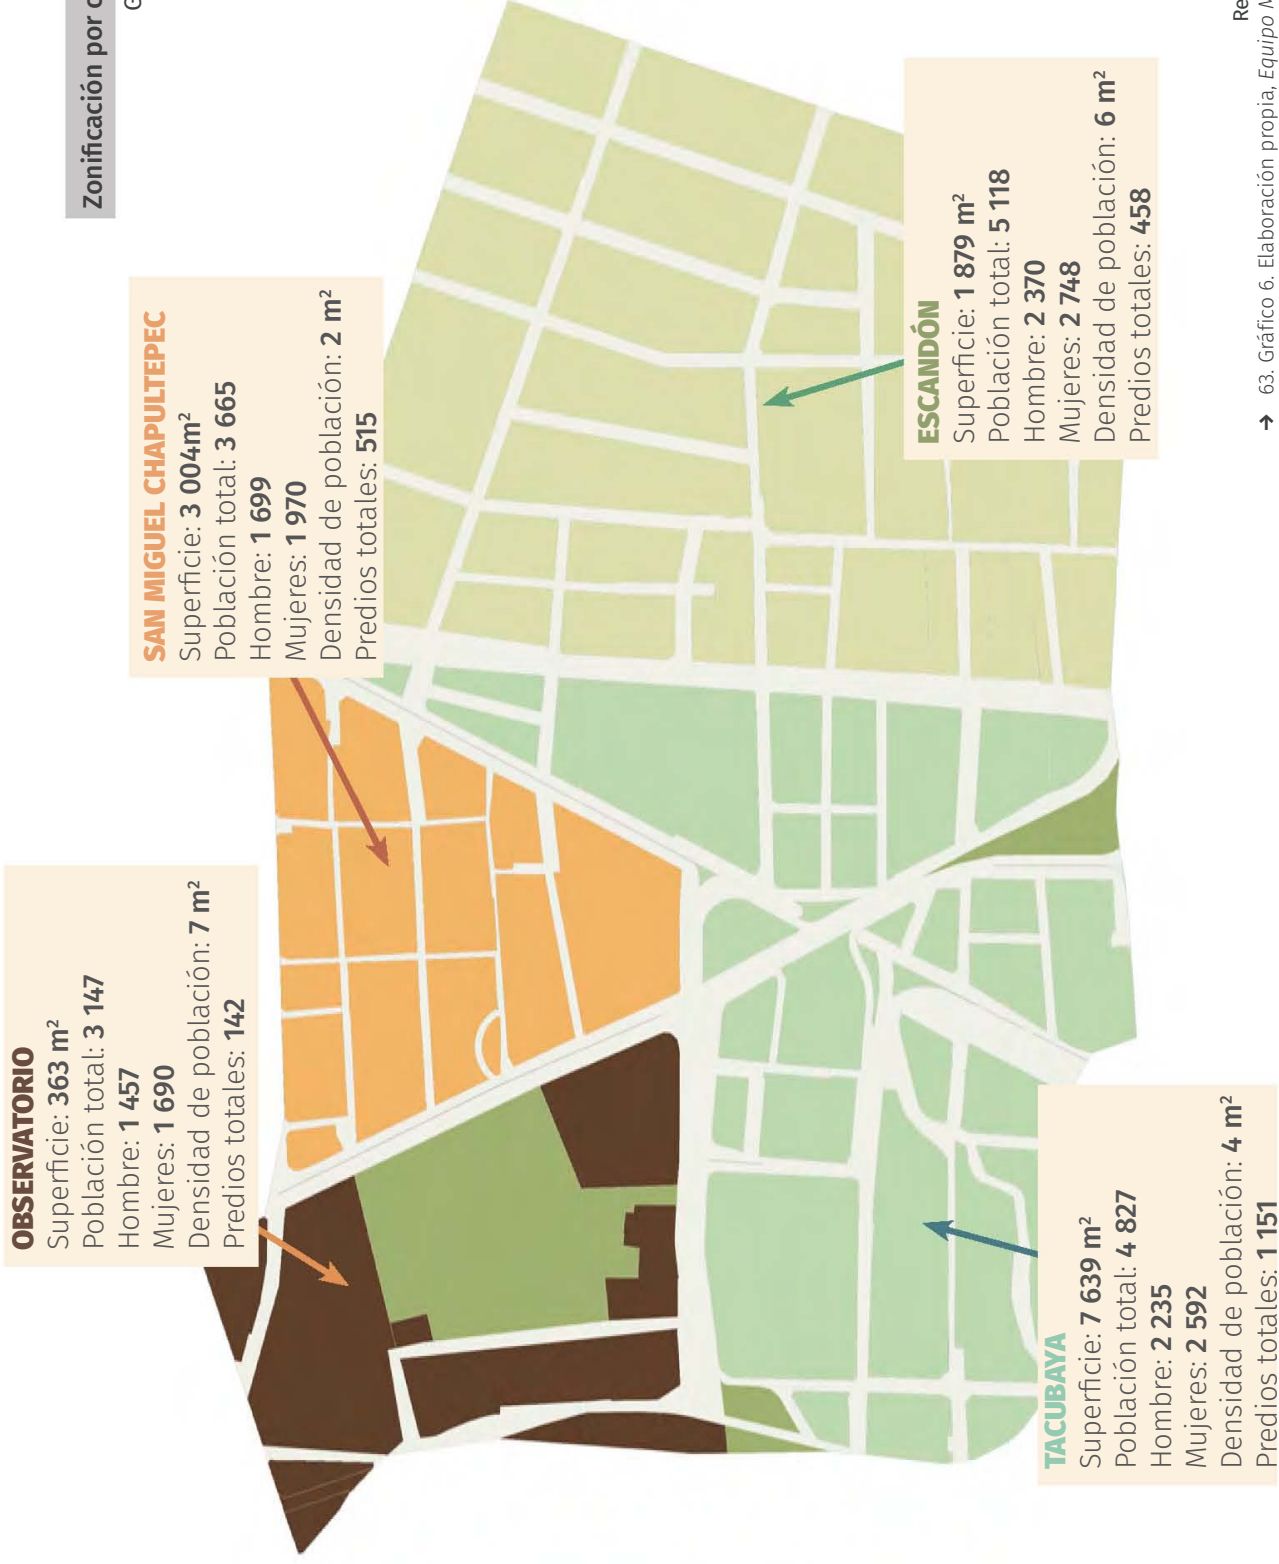 Zonificación por
OBSERVATORIO
Superficie: 363 m²
Población total: 3 147
Hombre: 1 457
Mujeres: 1 690
Densidad de población: 7 m²
Predios totales: 142
SAN MIGUEL CHAPULTEPEC
Superficie: 3 004m²
Población total: 3 665
Hombre: 1 699
Mujeres: 1 970
Densidad de población: 2 m²
Predios totales: 515
TACUBAYA
Superficie: 7 639 m²
Población total: 4 827
Hombre: 2 235
Mujeres: 2 592
Densidad de población: 4 m²
Predios totales: 1 151
ESCANDÓN
Superficie: 1 879 m²
Población total: 5 118
Hombre: 2 370
Mujeres: 2 748
Densidad de población: 6 m²
Predios totales: 458
→ 63. Gráfico 6. Elaboración propia, Equipo